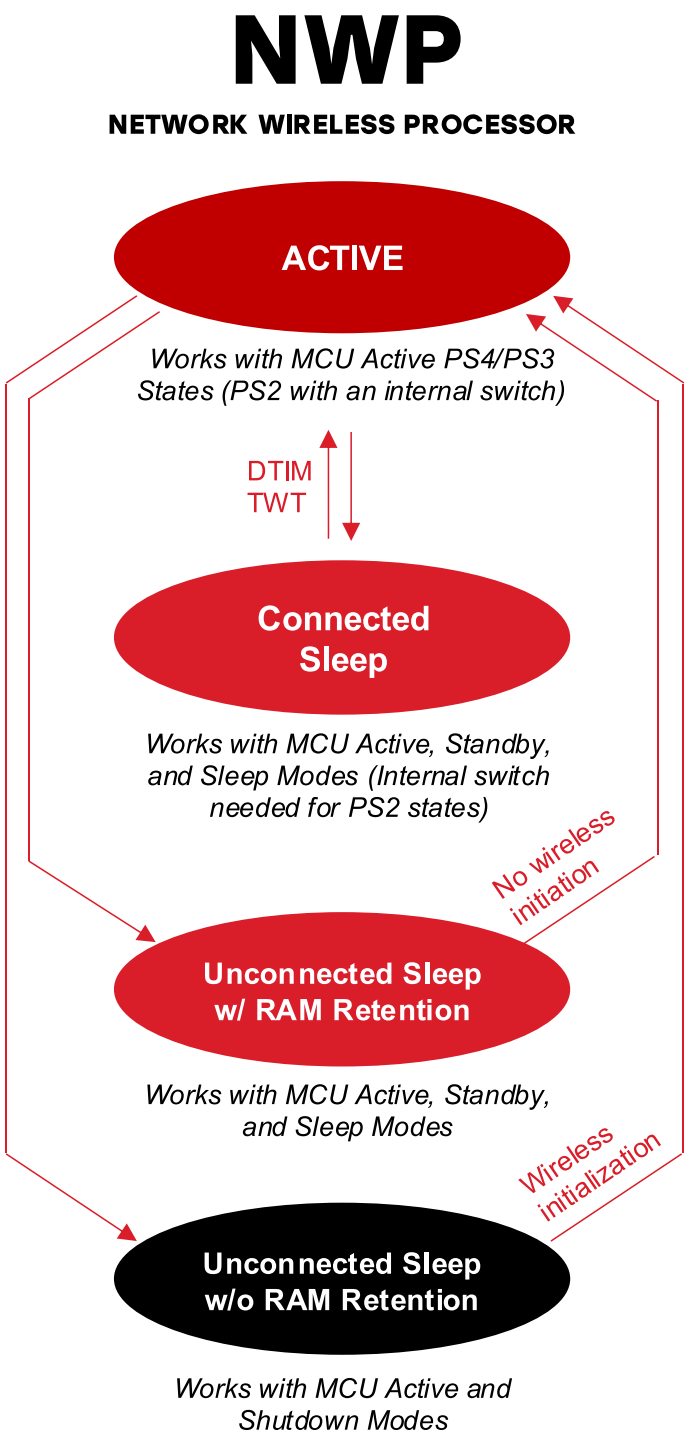 NWP
NETWORK WIRELESS PROCESSOR
ACTIVE
Works with MCU Active PS4/PS3
States (PS2 with an internal switch)
DTIM
TWT
Connected
Sleep
Works with MCU Active, Standby,
and Sleep Modes (Internal switch
needed for PS2 states)
No wireless
initiation
Unconnected Sleep
w/ RAM Retention
Works with MCU Active, Standby,
and Sleep Modes
Wireless
initialization
Unconnected Sleep
w/o RAM Retention
Works with MCU Active and
Shutdown Modes